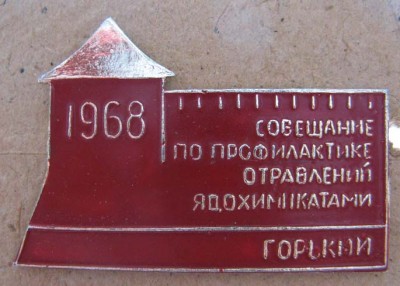 1968
СОВЕЩАНИЕ
ПО ПРОФИЛАКТИКЕ
ОТРАВЛЕНИЙ
ЯДОХИМИКАТАМИ
ГОРЬКИЙ